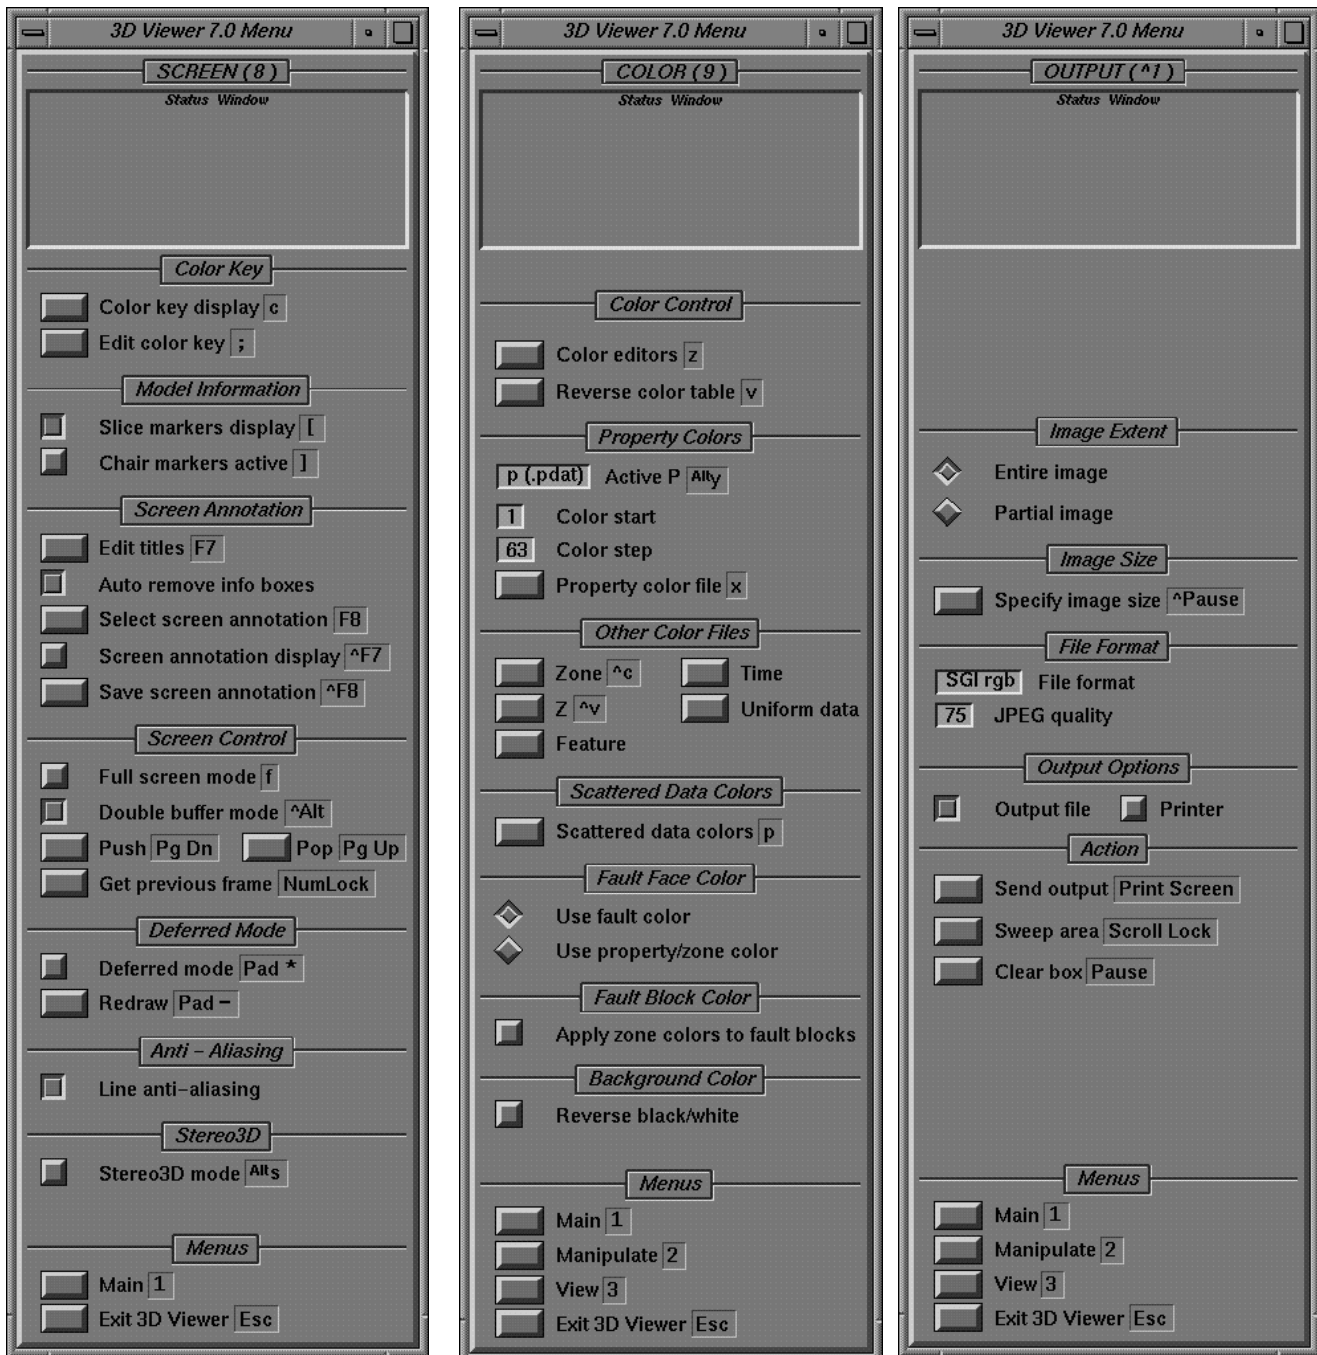 3D Viewer 7.0 Menu
SCREEN ( 8 )
Status Window
Color Key
Color key display c
Edit color key ;
Model Information
Slice markers display [
Chair markers active ]
Screen Annotation
Edit titles F7
Auto remove info boxes
Select screen annotation F8
Screen annotation display ^F7
Save screen annotation ^F8
Screen Control
Full screen mode f
Double buffer mode ^Alt
Push Pg Dn Pop Pg Up
Get previous frame NumLock
Deferred Mode
Deferred mode Pad *
Redraw Pad -
Anti - Aliasing
Line anti-aliasing
Stereo3D
Stereo3D mode Alt s
Menus
Main 1
Exit 3D Viewer Esc
3D Viewer 7.0 Menu
COLOR ( 9 )
Status Window
Color Control
Color editors z
Reverse color table v
Property Colors
p (.pdat) Active P Alt y
1 Color start
63 Color step
Property color file x
Other Color Files
Zone ^c Time
Z ^v Uniform data
Feature
Scattered Data Colors
Scattered data colors p
Fault Face Color
Use fault color
Use property/zone color
Fault Block Color
Apply zone colors to fault blocks
Background Color
Reverse black/white
Menus
Main 1
Manipulate 2
View 3
Exit 3D Viewer Esc
3D Viewer 7.0 Menu
OUTPUT ( ^1 )
Status Window
Image Extent
Entire image
Partial image
Image Size
Specify image size ^Pause
File Format
SGI rgb File format
75 JPEG quality
Output Options
Output file Printer
Action
Send output Print Screen
Sweep area Scroll Lock
Clear box Pause
Menus
Main 1
Manipulate 2
View 3
Exit 3D Viewer Esc